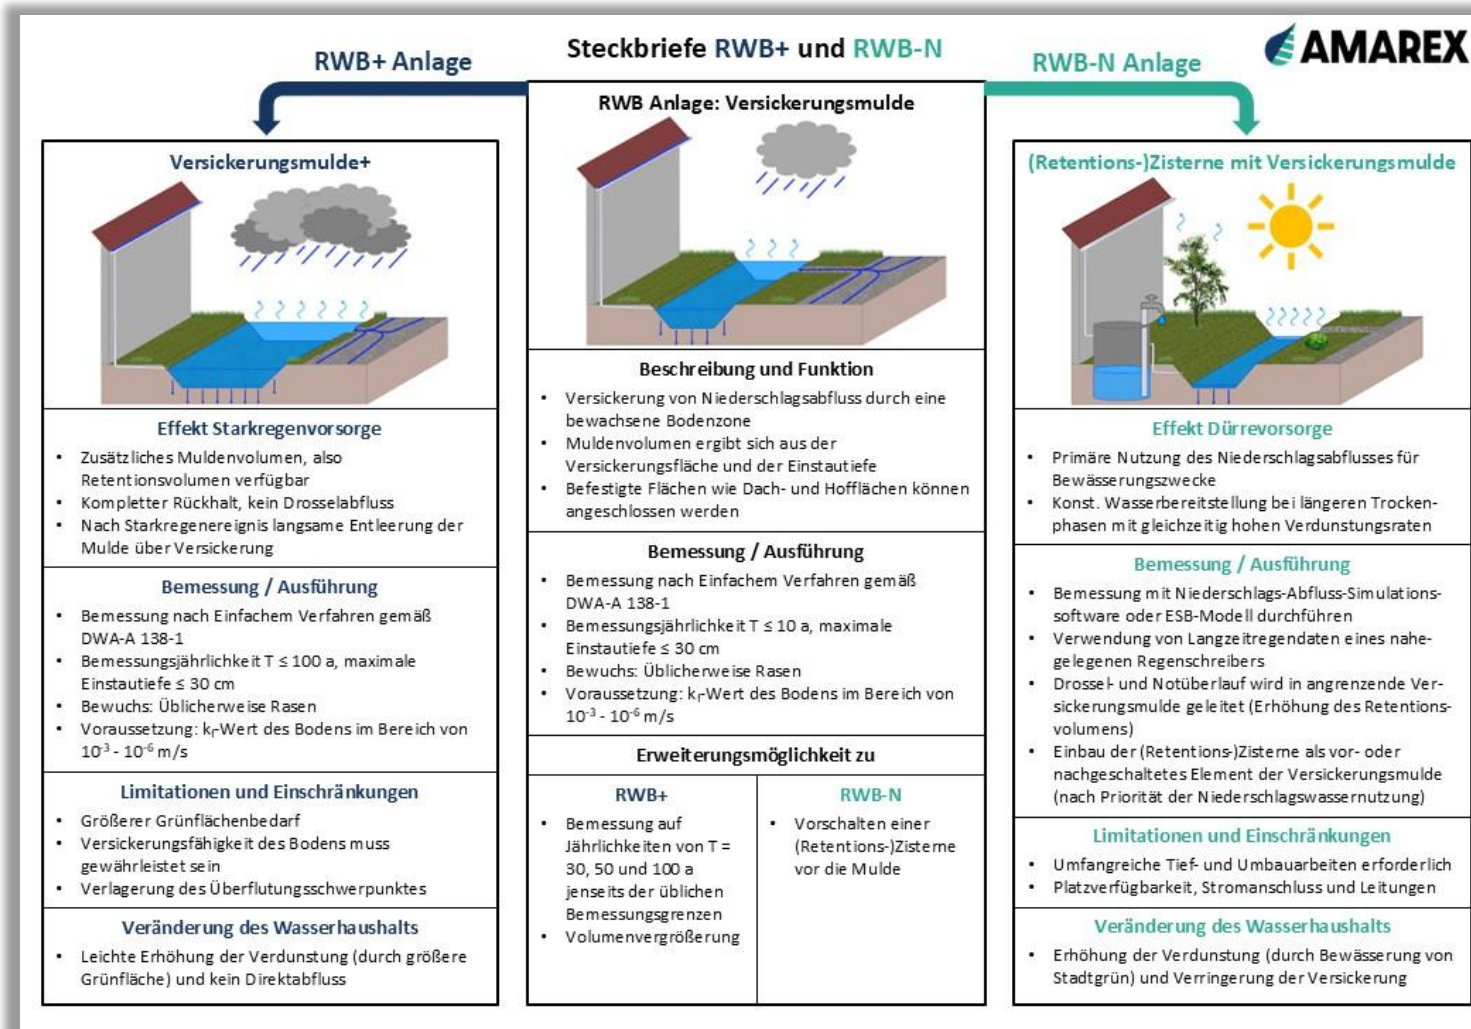 Steckbriefe RWB+ und RWB-N
AMAREX
RWB+ Anlage
RWB-N Anlage
Versickerungsmulde+
Effekt Starkregenvorsorge
• Zusätzliches Muldenvolumen, also
Retentionsvolumen verfügbar
• Kompletter Rückhalt, kein Drosselabfluss
• Nach Starkregenereignis langsame Entleerung der
Mulde über Versickerung
Bemessung / Ausführung
• Bemessung nach Einfachem Verfahren gemäß
DWA-A 138-1
• Bemessungsjährlichkeit T ≤ 100 a, maximale
Einstautiefe ≤ 30 cm
• Bewuchs: Üblicherweise Rasen
• Voraussetzung: kf-Wert des Bodens im Bereich von
10⁻³ - 10⁻⁶ m/s
Limitationen und Einschränkungen
• Größerer Grünflächenbedarf
• Versickerungsfähigkeit des Bodens muss
gewährleistet sein
• Verlagerung des Überflutungsschwerpunktes
Veränderung des Wasserhaushalts
• Leichte Erhöhung der Verdunstung (durch größere
Grünfläche) und kein Direktabfluss
RWB Anlage: Versickerungsmulde
Beschreibung und Funktion
• Versickerung von Niederschlagsabfluss durch eine
bewachsene Bodenzone
• Muldenvolumen ergibt sich aus der
Versickerungsfläche und der Einstautiefe
• Befestigte Flächen wie Dach- und Hofflächen können
angeschlossen werden
Bemessung / Ausführung
• Bemessung nach Einfachem Verfahren gemäß
DWA-A 138-1
• Bemessungsjährlichkeit T ≤ 10 a, maximale
Einstautiefe ≤ 30 cm
• Bewuchs: Üblicherweise Rasen
• Voraussetzung: kf-Wert des Bodens im Bereich von
10⁻³ - 10⁻⁶ m/s
Erweiterungsmöglichkeit zu
RWB+
• Bemessung auf
Jährlichkeiten von T =
30, 50 und 100 a
jenseits der üblichen
Bemessungsgrenzen
• Volumenvergrößerung
RWB-N
• Vorschalten einer
(Retentions-)Zisterne
vor die Mulde
(Retentions-)Zisterne mit Versickerungsmulde
Effekt Dürrevorsorge
• Primäre Nutzung des Niederschlagsabflusses für
Bewässerungszwecke
• Konst. Wasserbereitstellung bei längeren Trocken-
phasen mit gleichzeitig hohen Verdunstungsraten
Bemessung / Ausführung
• Bemessung mit Niederschlags-Abfluss-Simulations-
software oder ESB-Modell durchführen
• Verwendung von Langzeitregendaten eines nahe-
gelegenen Regenschreibers
• Drossel- und Notüberlauf wird in angrenzende Ver-
sickerungsmulde geleitet (Erhöhung des Retentions-
volumens)
• Einbau der (Retentions-)Zisterne als vor- oder
nachgeschaltetes Element der Versickerungsmulde
(nach Priorität der Niederschlagswassernutzung)
Limitationen und Einschränkungen
• Umfangreiche Tief- und Umbauarbeiten erforderlich
• Platzverfügbarkeit, Stromanschluss und Leitungen
Veränderung des Wasserhaushalts
• Erhöhung der Verdunstung (durch Bewässerung von
Stadtgrün) und Verringerung der Versickerung